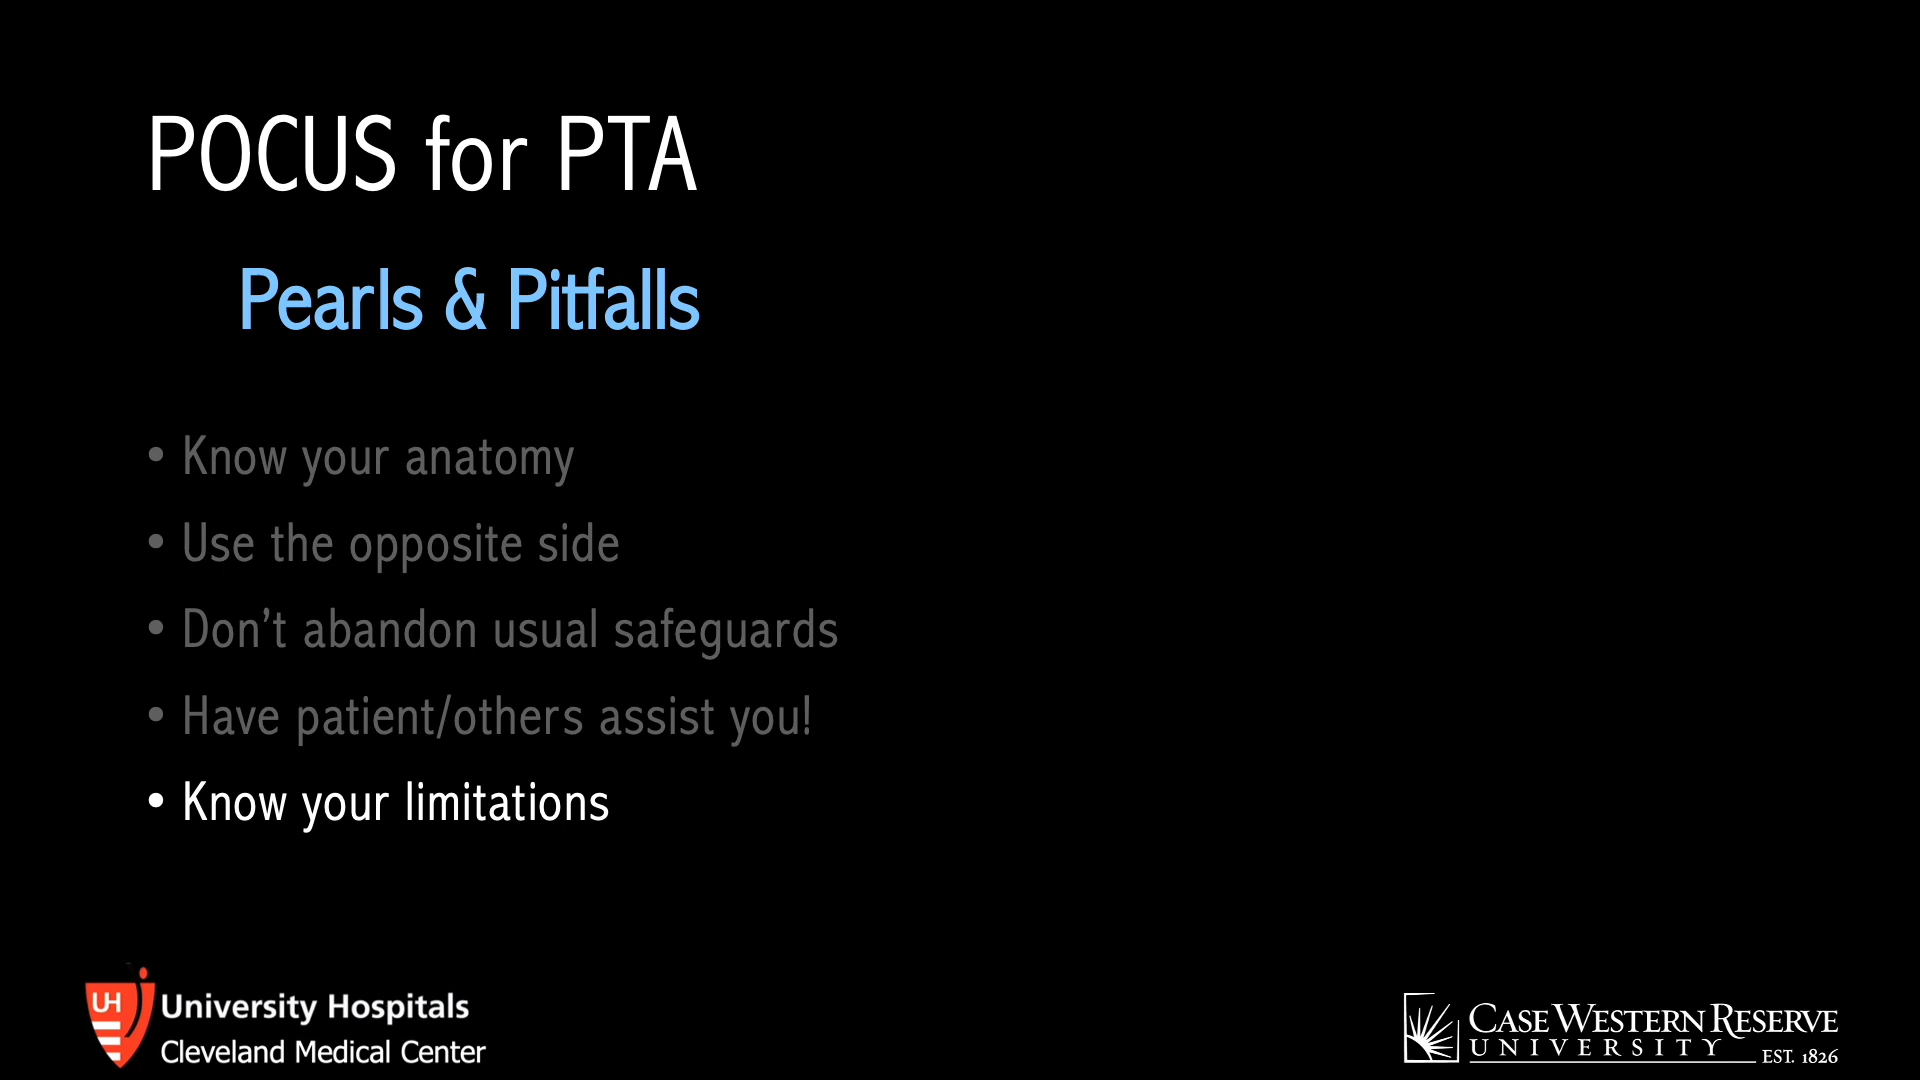 POCUS for PTA
Pearls & Pitfalls
• Know your anatomy
• Use the opposite side
• Don’t abandon usual safeguards
• Have patient/others assist you!
• Know your limitations
UH
University Hospitals
Cleveland Medical Center
CASE WESTERN RESERVE
UNIVERSITY
EST. 1826